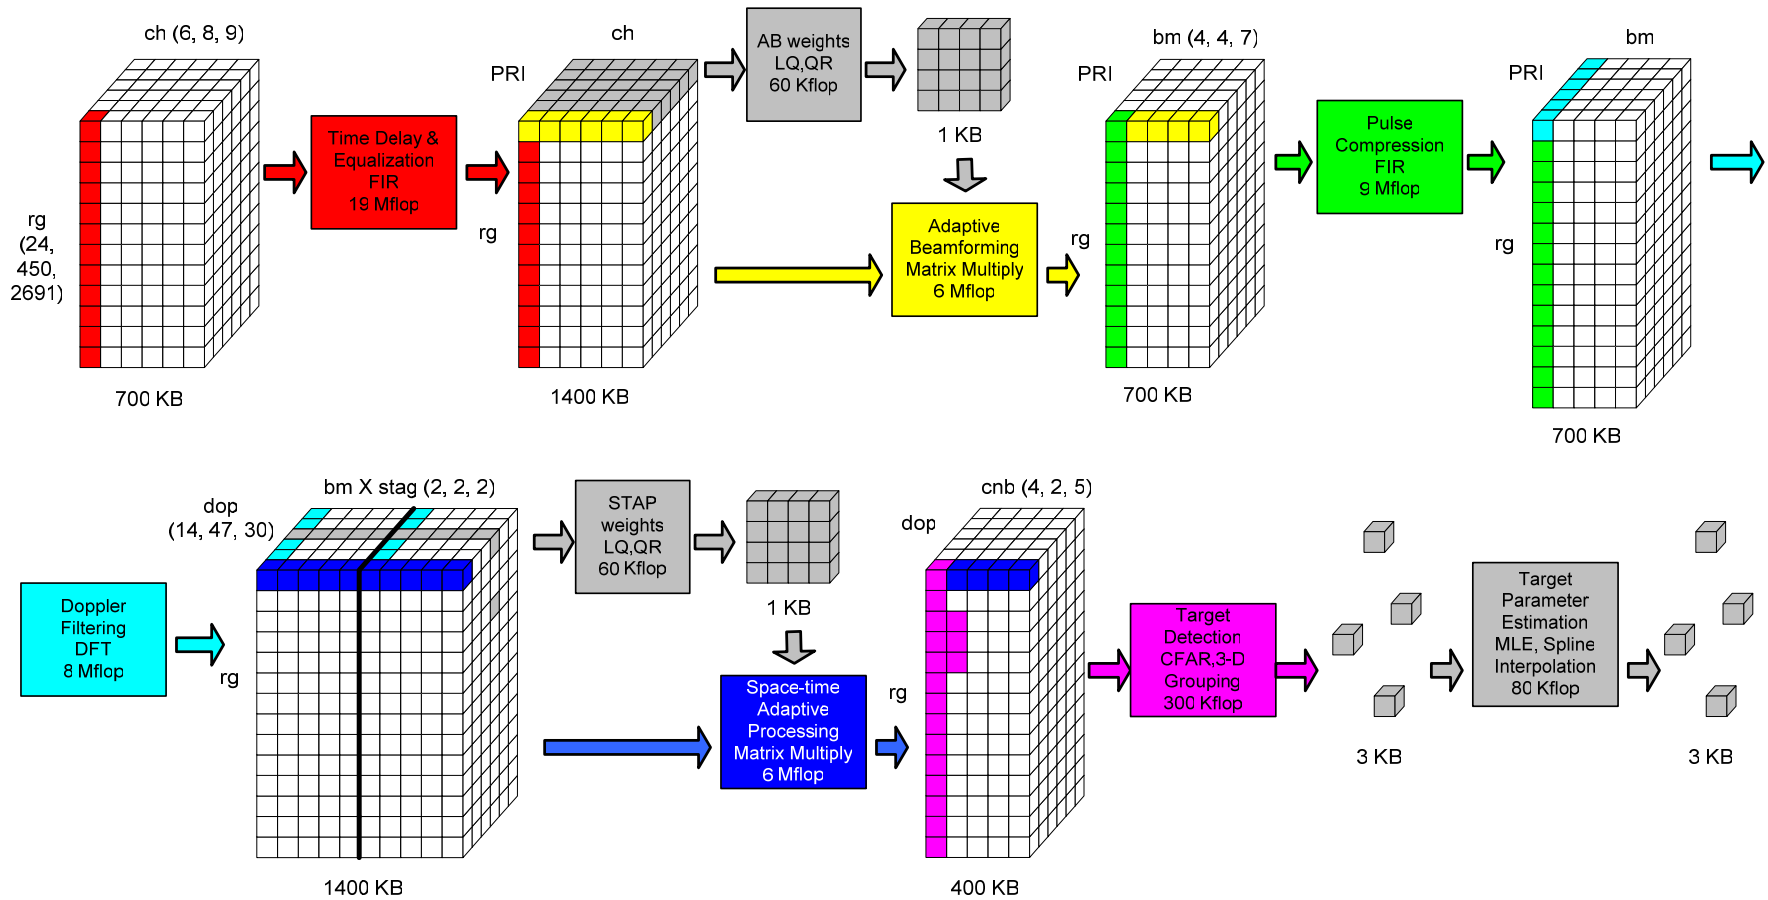 ch (6, 8, 9)
rg
(24,
450,
2691)
700 KB
Time Delay &
Equalization
FIR
19 Mflop
ch
PRI
rg
1400 KB
AB weights
LQ,QR
60 Kflop
1 KB
Adaptive
Beamforming
Matrix Multiply
6 Mflop
bm (4, 4, 7)
PRI
rg
700 KB
Pulse
Compression
FIR
9 Mflop
bm
PRI
rg
700 KB
Doppler
Filtering
DFT
8 Mflop
bm X stag (2, 2, 2)
dop
(14, 47, 30)
rg
1400 KB
STAP
weights
LQ,QR
60 Kflop
1 KB
Space-time
Adaptive
Processing
Matrix Multiply
6 Mflop
cnb (4, 2, 5)
dop
rg
400 KB
Target
Detection
CFAR,3-D
Grouping
300 Kflop
3 KB
Target
Parameter
Estimation
MLE, Spline
Interpolation
80 Kflop
3 KB